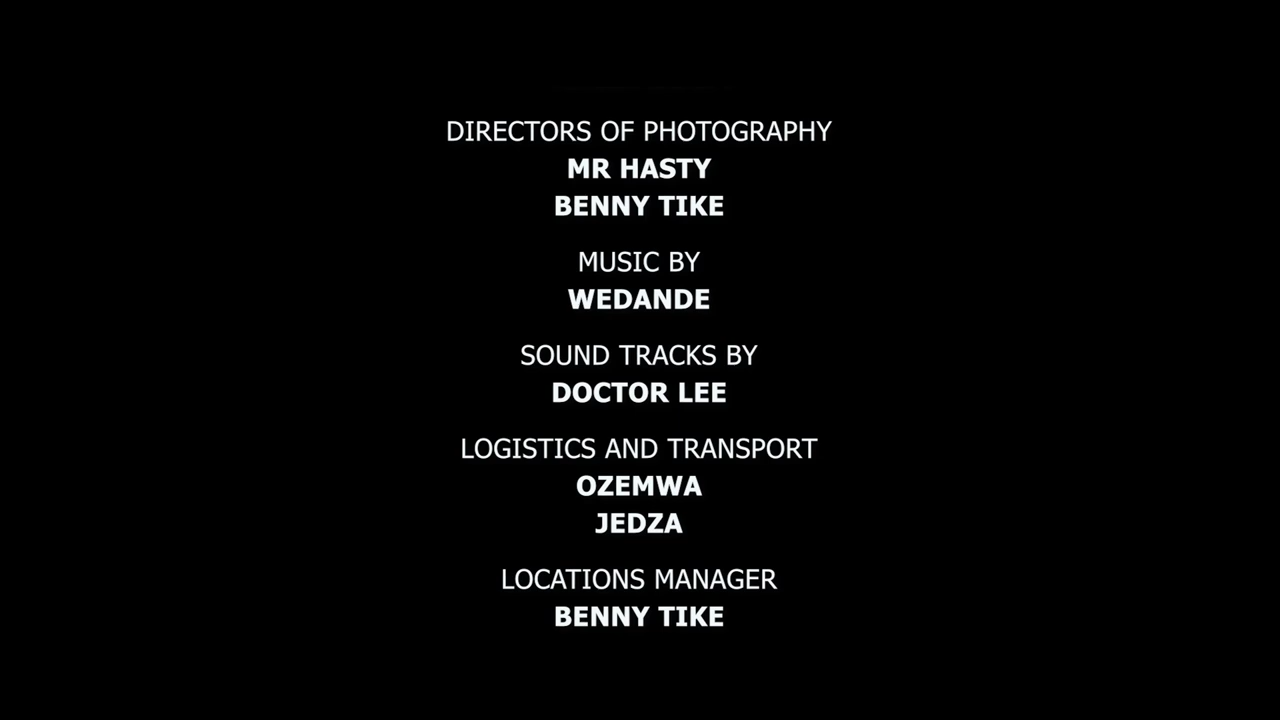 DIRECTORS OF PHOTOGRAPHY
MR HASTY
BENNY TIKE
MUSIC BY
WEDANDE
SOUND TRACKS BY
DOCTOR LEE
LOGISTICS AND TRANSPORT
OZEMWA
JEDZA
LOCATIONS MANAGER
BENNY TIKE